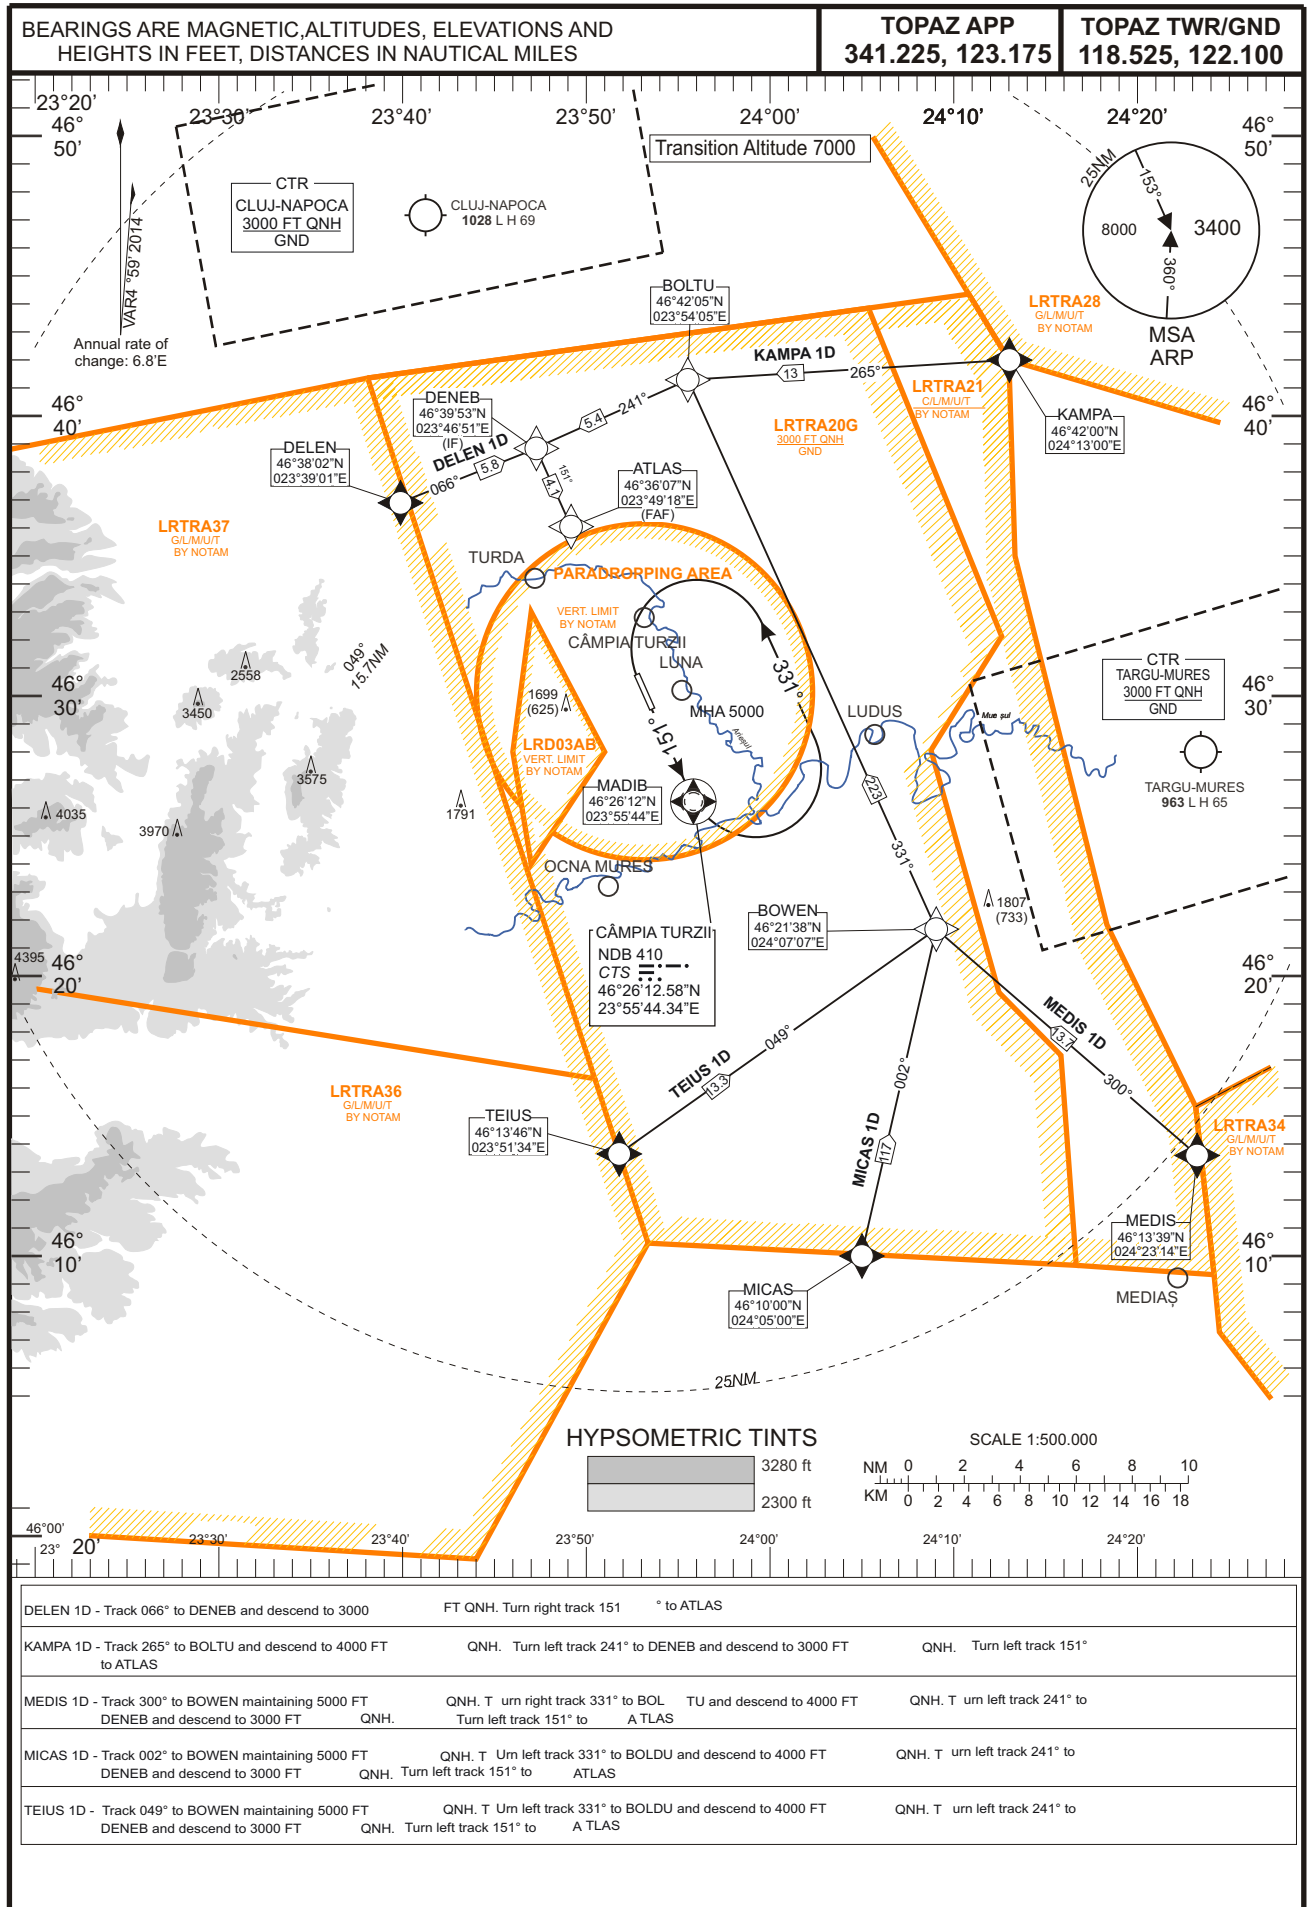 BEARINGS ARE MAGNETIC,ALTITUDES, ELEVATIONS AND
HEIGHTS IN FEET, DISTANCES IN NAUTICAL MILES
TOPAZ APP
341.225, 123.175
TOPAZ TWR/GND
118.525, 122.100
23°20'
23°30'
23°40'
23°50'
24°00'
24°10'
24°20'
46°
50'
46°
50'
Transition Altitude 7000
VAR4 °59' 2014
Annual rate of
change: 6.8'E
CTR
CLUJ-NAPOCA
3000 FT QNH
GND
CLUJ-NAPOCA
1028 L H 69
25NM
153°
8000
3400
360°
MSA
ARP
BOLTU
46°42'05"N
023°54'05"E
LRTRA28
G/L/M/U/T
BY NOTAM
KAMPA 1D
13
265°
LRTRA21
C/L/M/U/T
BY NOTAM
KAMPA
46°42'00"N
024°13'00"E
46°
40'
46°
40'
DENEB
46°39'53"N
023°46'51"E
(IF)
5.4
241°
LRTRA20G
3000 FT QNH
GND
DELEN
46°38'02"N
023°39'01"E
DELEN 1D
066°
5.8
151°
4.1
ATLAS
46°36'07"N
023°49'18"E
(FAF)
LRTRA37
G/L/M/U/T
BY NOTAM
TURDA
PARADRORPING AREA
VERT. LIMIT
BY NOTAM
CÂMPIA TURZII
LUNA
331°
MHA 5000
151°
Arieşul
049°
15.7NM
2558
3450
3575
4035
3970
1791
4395
1699
(625)
LRD03AB
VERT. LIMIT
BY NOTAM
46°
30'
46°
30'
LUDUS
Mureşul
CTR
TARGU-MURES
3000 FT QNH
GND
TARGU-MURES
963 L H 65
MADIB
46°26'12"N
023°55'44"E
223
331°
OCNA MURES
1807
(733)
BOWEN
46°21'38"N
024°07'07"E
CÂMPIA TURZII
NDB 410
CTS
46°26'12.58"N
23°55'44.34"E
46°
20'
46°
20'
MEDIS 1D
13.7
300°
TEIUS 1D
13.3
049°
002°
MICAS 1D
117
LRTRA36
G/L/M/U/T
BY NOTAM
TEIUS
46°13'46"N
023°51'34"E
LRTRA34
G/L/M/U/T
BY NOTAM
MEDIS
46°13'39"N
024°23'14"E
MEDIAŞ
46°
10'
46°
10'
MICAS
46°10'00"N
024°05'00"E
25NM
HYPSOMETRIC TINTS
3280 ft
2300 ft
SCALE 1:500.000
NM 0 2 4 6 8 10
KM 0 2 4 6 8 10 12 14 16 18
46°00'
23° 20'
23°30'
23°40'
23°50'
24°00'
24°10'
24°20'
DELEN 1D - Track 066° to DENEB and descend to 3000 FT QNH. Turn right track 151 ° to ATLAS
KAMPA 1D - Track 265° to BOLTU and descend to 4000 FT QNH. Turn left track 241° to DENEB and descend to 3000 FT QNH. Turn left track 151°
to ATLAS
MEDIS 1D - Track 300° to BOWEN maintaining 5000 FT QNH. T urn right track 331° to BOL TU and descend to 4000 FT QNH. T urn left track 241° to
DENEB and descend to 3000 FT QNH. Turn left track 151° to A TLAS
MICAS 1D - Track 002° to BOWEN maintaining 5000 FT QNH. T Urn left track 331° to BOLDU and descend to 4000 FT QNH. T urn left track 241° to
DENEB and descend to 3000 FT QNH. Turn left track 151° to ATLAS
TEIUS 1D - Track 049° to BOWEN maintaining 5000 FT QNH. T Urn left track 331° to BOLDU and descend to 4000 FT QNH. T urn left track 241° to
DENEB and descend to 3000 FT QNH. Turn left track 151° to A TLAS